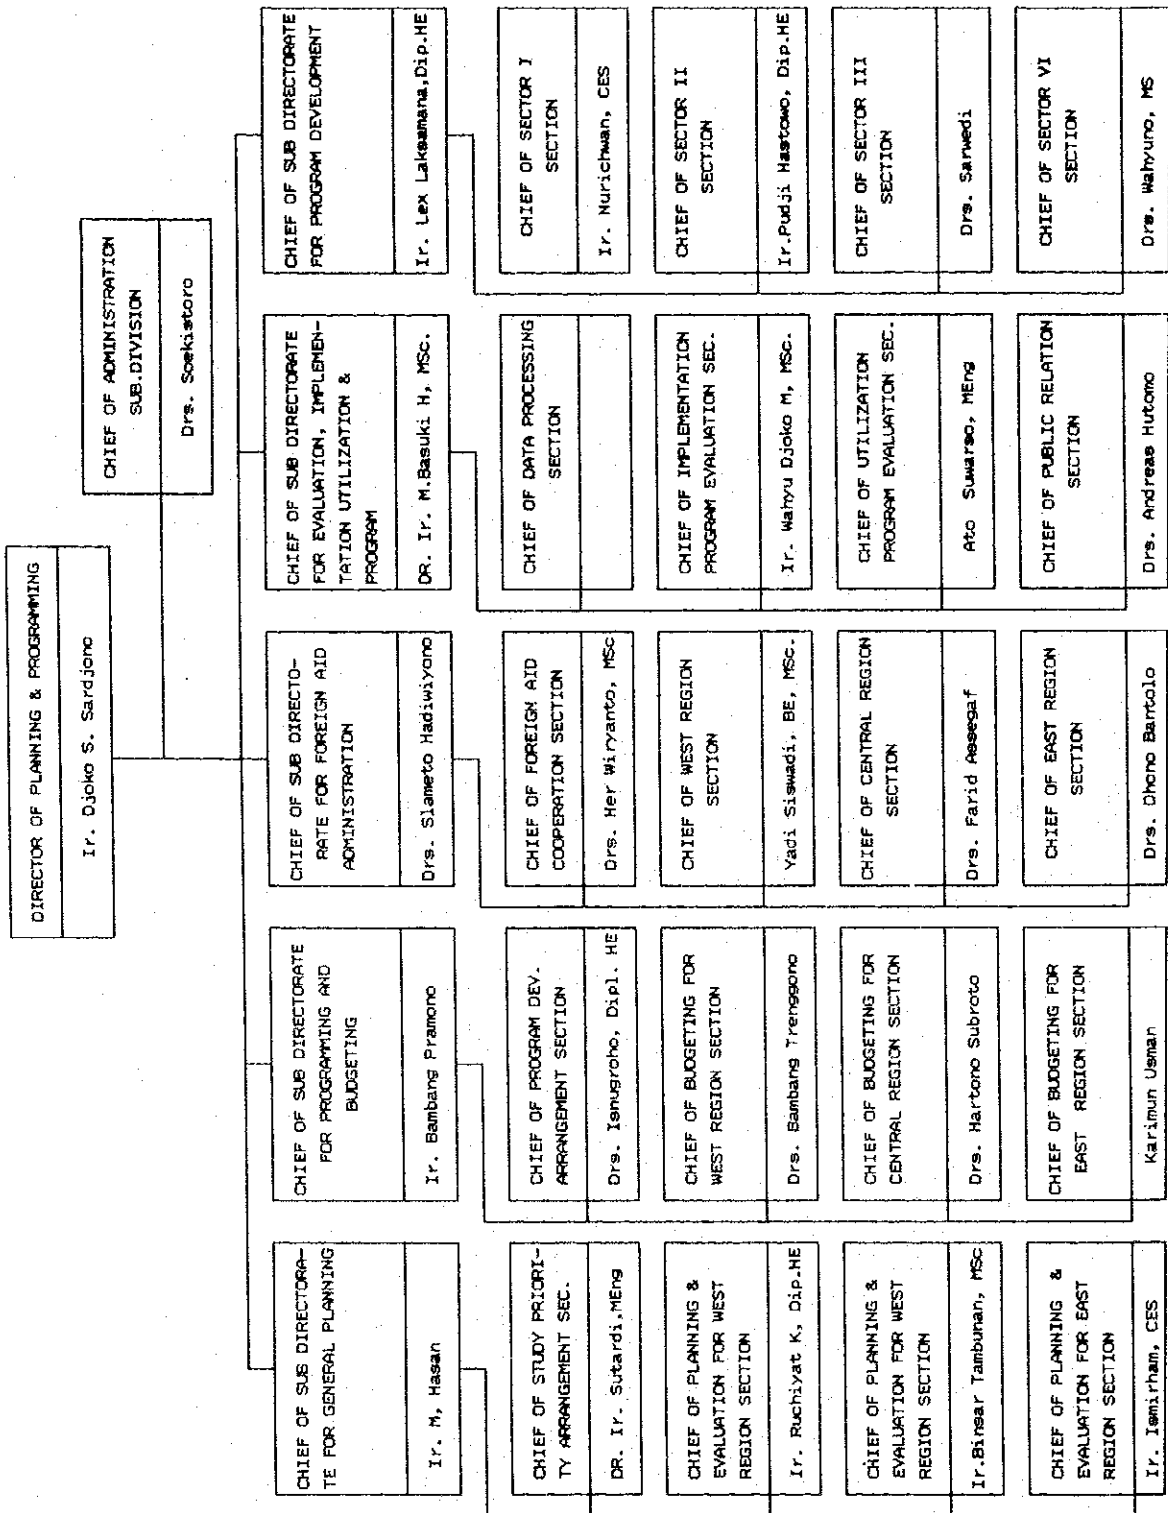 DIRECTOR OF PLANNING & PROGRAMMING
Ir. Djoko S. Sardjono
CHIEF OF ADMINISTRATION
SUB.DIVISION
Drs. Soekistoro
CHIEF OF SUB DIRECTORA-
TE FOR GENERAL PLANNING
Ir. M, Hasan
CHIEF OF SUB DIRECTORATE
FOR PROGRAMMING AND
BUDGETING
Ir. Bambang Pramono
CHIEF OF SUB DIRECTO-
RATE FOR FOREIGN AID
ADMINISTRATION
Drs. Slameto Hadiwiyono
CHIEF OF SUB DIRECTORATE
FOR EVALUATION, IMPLEMEN-
TATION UTILIZATION &
PROGRAM
DR. Ir. M.Basuki H, MSc.
CHIEF OF SUB DIRECTORATE
FOR PROGRAM DEVELOPMENT
Ir. Lex Laksamana,Dip.HE
CHIEF OF STUDY PRIORI-
TY ARRANGEMENT SEC.
DR. Ir. Sutardi,MEng
CHIEF OF PROGRAM DEV.
ARRANGEMENT SECTION
Drs. Isnugroho, Dipl. HE
CHIEF OF FOREIGN AID
COOPERATION SECTION
Drs. Her Wiryanto, MSc
CHIEF OF DATA PROCESSING
SECTION
CHIEF OF SECTOR I
SECTION
Ir. Nurichwan, CES
CHIEF OF PLANNING &
EVALUATION FOR WEST
REGION SECTION
Ir. Ruchiyat K, Dip.HE
CHIEF OF BUDGETING FOR
WEST REGION SECTION
Drs. Bambang Trenggono
CHIEF OF WEST REGION
SECTION
Yadi Siswadi, BE, MSc.
CHIEF OF IMPLEMENTATION
PROGRAM EVALUATION SEC.
Ir. Wahyu Djoko M, MSc.
CHIEF OF SECTOR II
SECTION
Ir.Pudji Hastowo, Dip.HE
CHIEF OF PLANNING &
EVALUATION FOR WEST
REGION SECTION
Ir.Binsar Tambunan, MSc
CHIEF OF BUDGETING FOR
CENTRAL REGION SECTION
Drs. Hartono Subroto
CHIEF OF CENTRAL REGION
SECTION
Drs. Farid Assegaf
CHIEF OF UTILIZATION
PROGRAM EVALUATION SEC.
Ato Suwarso, MEng
CHIEF OF SECTOR III
SECTION
Drs. Sarwedi
CHIEF OF PLANNING &
EVALUATION FOR EAST
REGION SECTION
Ir. Ismirham, CES
CHIEF OF BUDGETING FOR
EAST REGION SECTION
Karimun Usman
CHIEF OF EAST REGION
SECTION
Drs. Dhono Bantolo
CHIEF OF PUBLIC RELATION
SECTION
Drs. Andreas Hutomo
CHIEF OF SECTOR VI
SECTION
Drs. Wahyuno, MS